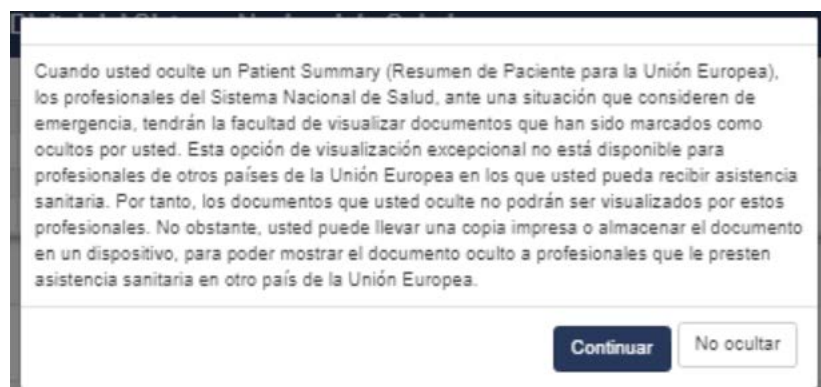 Cuando usted oculte un Patient Summary (Resumen de Paciente para la Unión Europea),
los profesionales del Sistema Nacional de Salud, ante una situación que consideren de
emergencia, tendrán la facultad de visualizar documentos que han sido marcados como
ocultos por usted. Esta opción de visualización excepcional no está disponible para
profesionales de otros países de la Unión Europea en los que usted pueda recibir asistencia
sanitaria. Por tanto, los documentos que usted oculte no podrán ser visualizados por estos
profesionales. No obstante, usted puede llevar una copia impresa o almacenar el documento
en un dispositivo, para poder mostrar el documento oculto a profesionales que le presten
asistencia sanitaria en otro país de la Unión Europea.
Continuar No ocultar